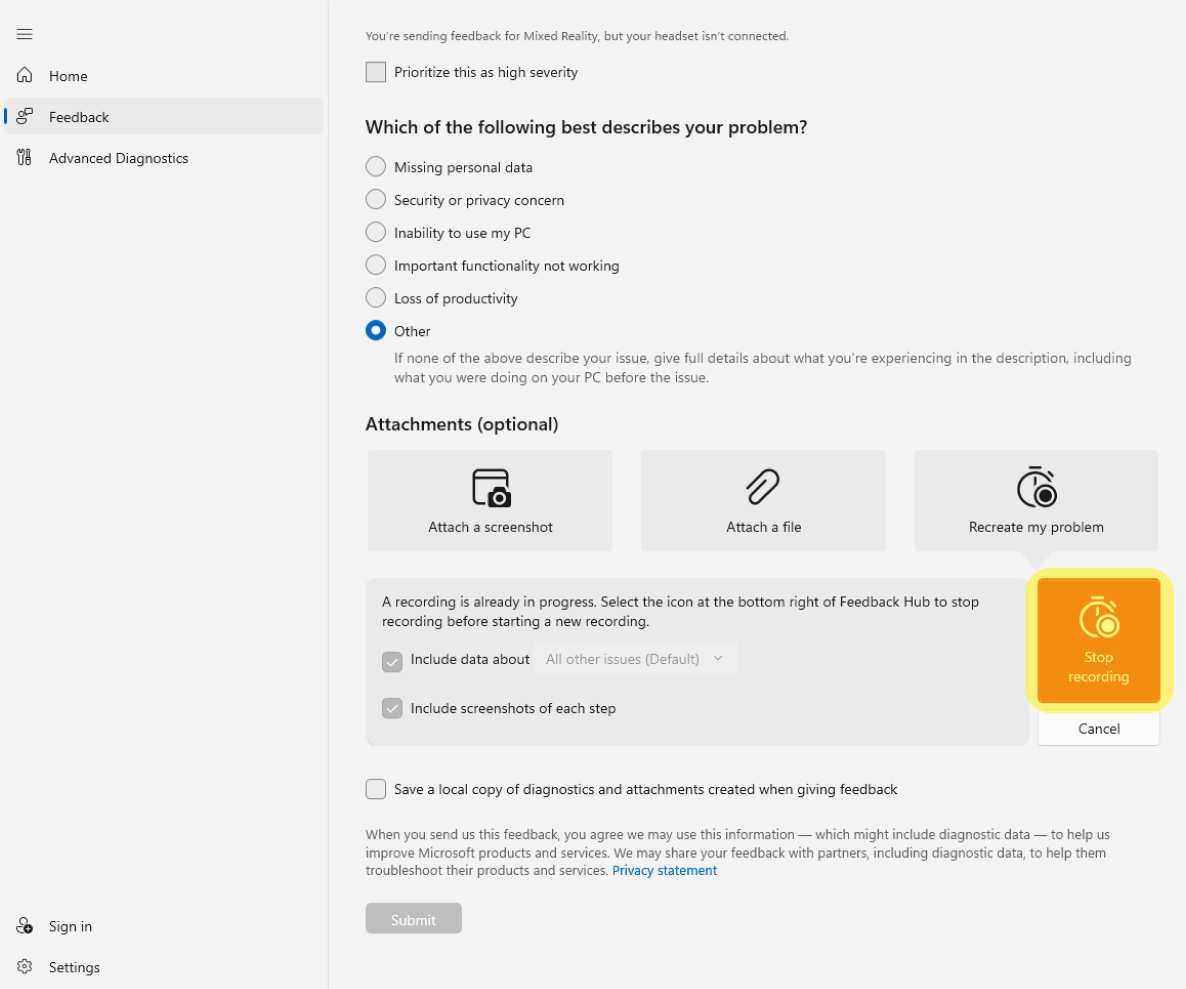 You're sending feedback for Mixed Reality, but your headset isn't connected.
Home
Prioritize this as high severity
Feedback
Which of the following best describes your problem?
Advanced Diagnostics
Missing personal data
Security or privacy concern
Inability to use my PC
Important functionality not working
Loss of productivity
Other
If none of the above describe your issue, give full details about what you're experiencing in the description, including
what you were doing on your PC before the issue.
Attachments (optional)
Attach a screenshot
Attach a file
Recreate my problem
A recording is already in progress. Select the icon at the bottom right of Feedback Hub to stop
recording before starting a new recording.
Include data about
All other issues (Default)
Include screenshots of each step
Stop
recording
Cancel
Save a local copy of diagnostics and attachments created when giving feedback
When you send us this feedback, you agree we may use this information — which might include diagnostic data — to help us
improve Microsoft products and services. We may share your feedback with partners, including diagnostic data, to help them
troubleshoot their products and services. Privacy statement
Submit
Sign in
Settings